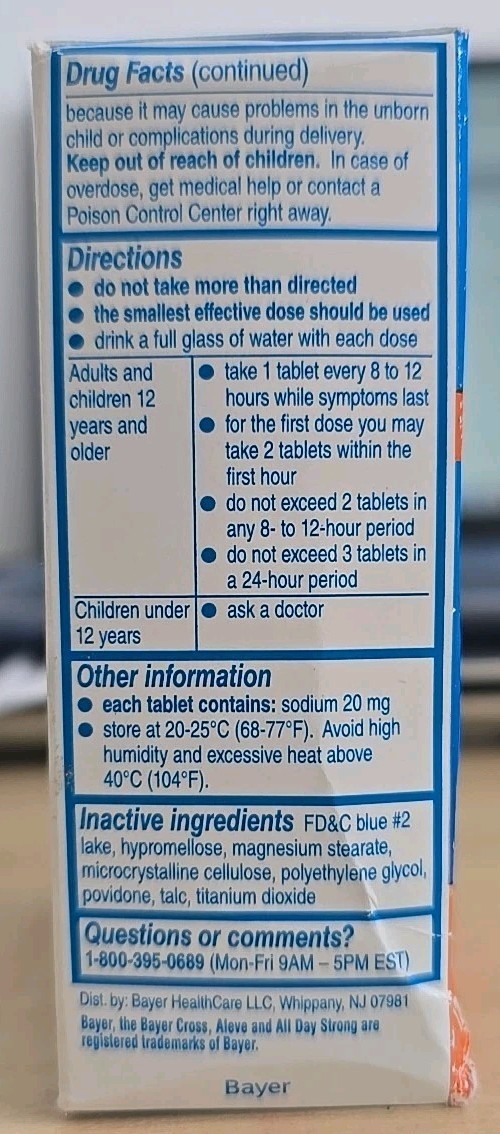 Drug Facts (continued)
because it may cause problems in the unborn
child or complications during delivery.
Keep out of reach of children. In case of
overdose, get medical help or contact a
Poison Control Center right away.
Directions
● do not take more than directed
● the smallest effective dose should be used
● drink a full glass of water with each dose
Adults and
children 12
years and
older
● take 1 tablet every 8 to 12
hours while symptoms last
● for the first dose you may
take 2 tablets within the
first hour
● do not exceed 2 tablets in
any 8- to 12-hour period
● do not exceed 3 tablets in
a 24-hour period
Children under
12 years
● ask a doctor
Other information
● each tablet contains: sodium 20 mg
● store at 20-25°C (68-77°F). Avoid high
humidity and excessive heat above
40°C (104°F).
Inactive ingredients FD&C blue #2
lake, hypromellose, magnesium stearate,
microcrystalline cellulose, polyethylene glycol,
povidone, talc, titanium dioxide
Questions or comments?
1-800-395-0689 (Mon-Fri 9AM – 5PM EST)
Dist. by: Bayer HealthCare LLC, Whippany, NJ 07981
Bayer, the Bayer Cross, Aleve and All Day Strong are
registered trademarks of Bayer.
Bayer